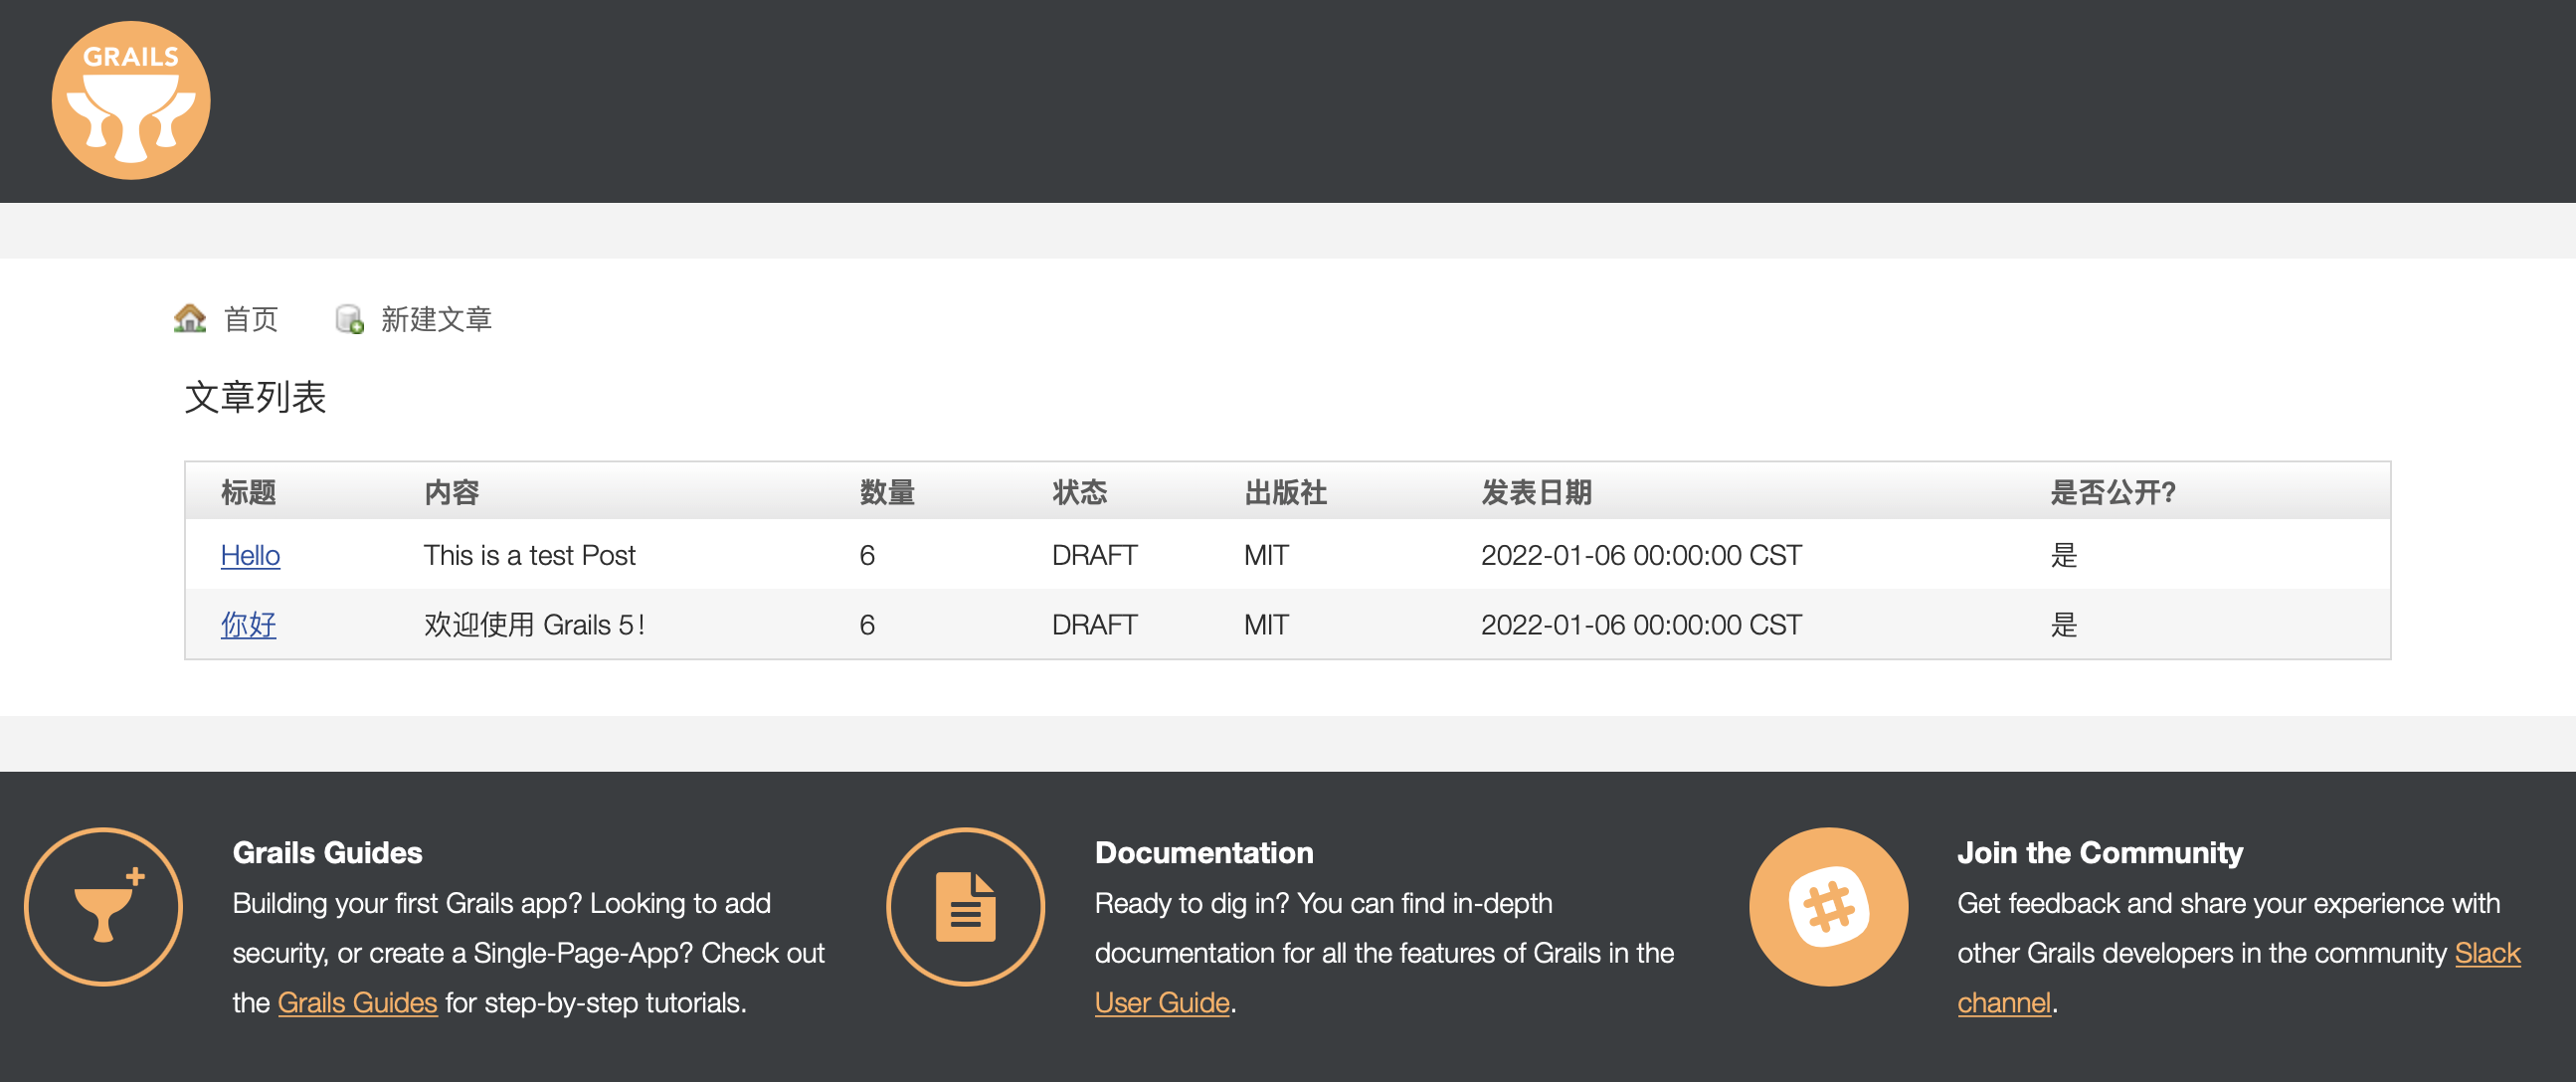 GRAILS
首页 新建文章
文章列表
标题 内容 数量 状态 出版社 发表日期 是否公开?
Hello This is a test Post 6 DRAFT MIT 2022-01-06 00:00:00 CST 是
你好 欢迎使用 Grails 5! 6 DRAFT MIT 2022-01-06 00:00:00 CST 是
Grails Guides
Building your first Grails app? Looking to add
security, or create a Single-Page-App? Check out
the Grails Guides for step-by-step tutorials.
Documentation
Ready to dig in? You can find in-depth
documentation for all the features of Grails in the
User Guide.
Join the Community
Get feedback and share your experience with
other Grails developers in the community Slack
channel.